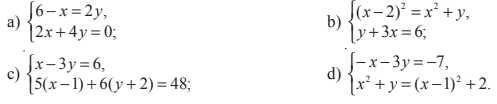 a) {6 − x = 2y,
2x + 4y = 0;
b) {(x − 2)² = x² + y,
y + 3x = 6;
c) {x − 3y = 6,
5(x − 1) + 6(y + 2) = 48;
d) {−x − 3y = −7,
x² + y = (x − 1)² + 2.